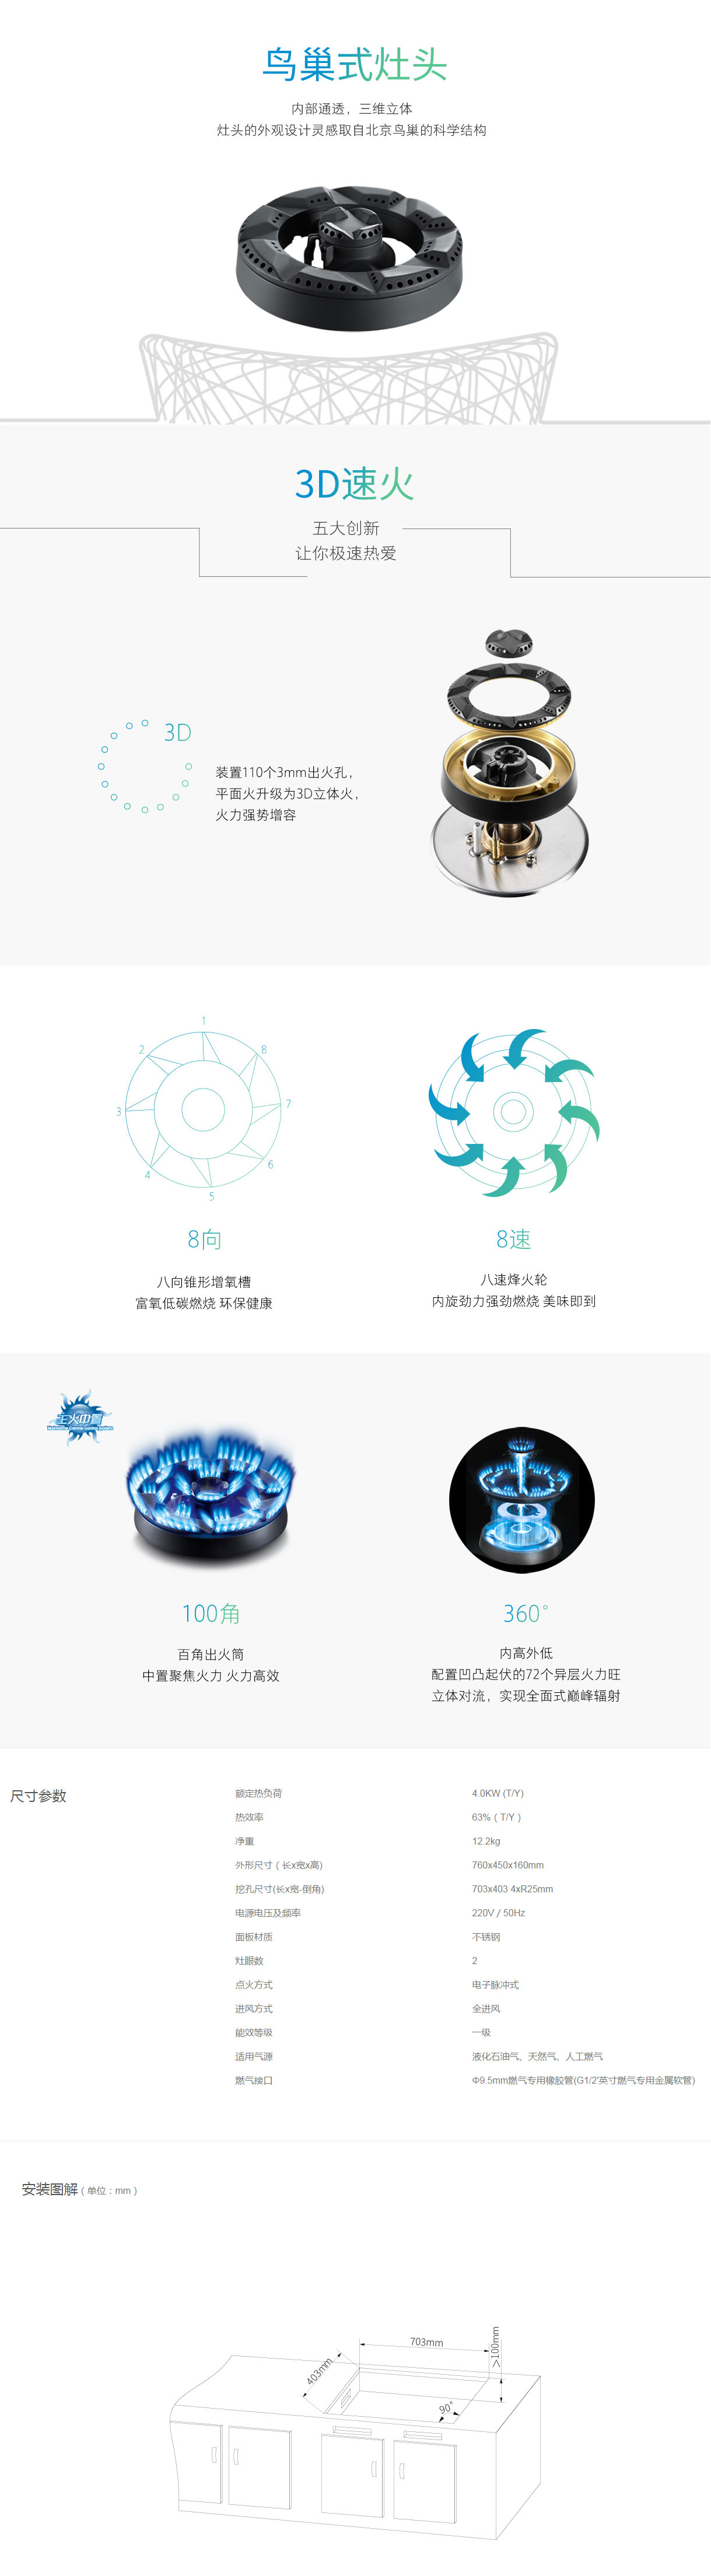 鸟巢式灶头
内部通透，三维立体
灶头的外观设计灵感取自北京鸟巢的科学结构
3D速火
五大创新
让你极速热爱
3D
装置110个3mm出火孔，
平面火升级为3D立体火，
火力强势增容
1
2
8
3
7
4
6
5
8向
八向锥形增氧槽
富氧低碳燃烧 环保健康
8速
八速烽火轮
内旋劲力强劲燃烧 美味即到
主火中置
100角
百角出火筒
中置聚焦火力 火力高效
360°
内高外低
配置凹凸起伏的72个异层火力旺
立体对流，实现全面式巅峰辐射
尺寸参数
额定热负荷 4.0KW (T/Y)
热效率 63%（T/Y）
净重 12.2kg
外形尺寸（长x宽x高) 760x450x160mm
挖孔尺寸(长x宽-倒角) 703x403 4xR25mm
电源电压及频率 220V / 50Hz
面板材质 不锈钢
灶眼数 2
点火方式 电子脉冲式
进风方式 全进风
能效等级 一级
适用气源 液化石油气、天然气、人工燃气
燃气接口 Φ9.5mm燃气专用橡胶管(G1/2"英寸燃气专用金属软管)
安装图解（单位：mm）
703mm
>100mm
403mm
90°